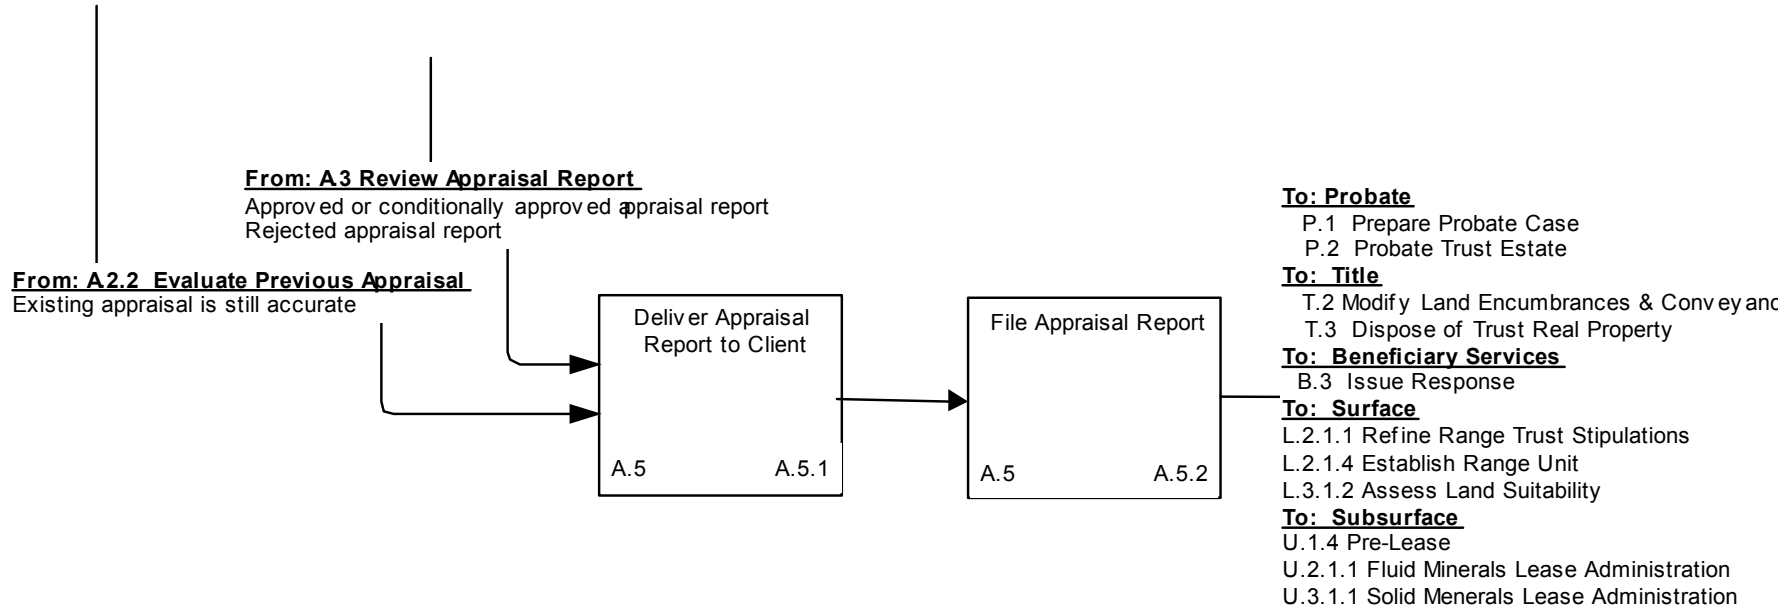 From: A.3 Review Appraisal Report
Approved or conditionally approved appraisal report
Rejected appraisal report
From: A.2.2 Evaluate Previous Appraisal
Existing appraisal is still accurate
Deliver Appraisal
Report to Client
A.5 A.5.1
File Appraisal Report
A.5 A.5.2
To: Probate
P.1 Prepare Probate Case
P.2 Probate Trust Estate
To: Title
T.2 Modify Land Encumbrances & Conveyanc
T.3 Dispose of Trust Real Property
To: Beneficiary Services
B.3 Issue Response
To: Surface
L.2.1.1 Refine Range Trust Stipulations
L.2.1.4 Establish Range Unit
L.3.1.2 Assess Land Suitability
To: Subsurface
U.1.4 Pre-Lease
U.2.1.1 Fluid Minerals Lease Administration
U.3.1.1 Solid Menerals Lease Administration